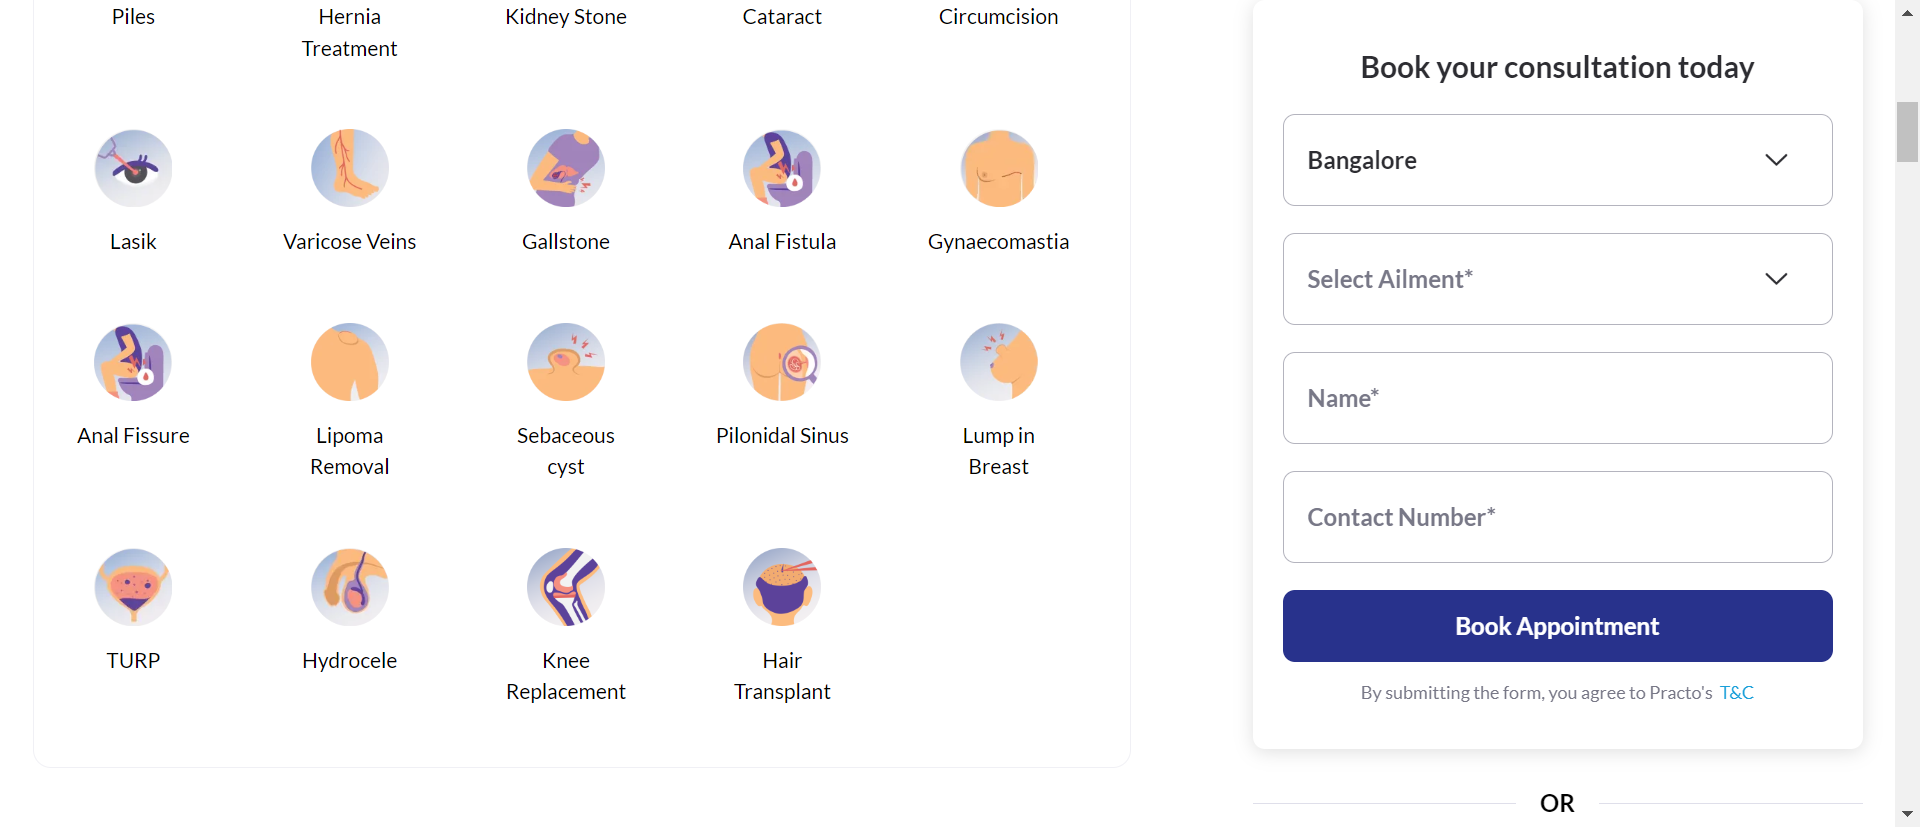 Piles
Hernia
Treatment
Kidney Stone
Cataract
Circumcision
Lasik
Varicose Veins
Gallstone
Anal Fistula
Gynaecomastia
Anal Fissure
Lipoma
Removal
Sebaceous
cyst
Pilonidal Sinus
Lump in
Breast
TURP
Hydrocele
Knee
Replacement
Hair
Transplant
Book your consultation today
Bangalore
Select Ailment*
Name*
Contact Number*
Book Appointment
By submitting the form, you agree to Practo's T&C
OR